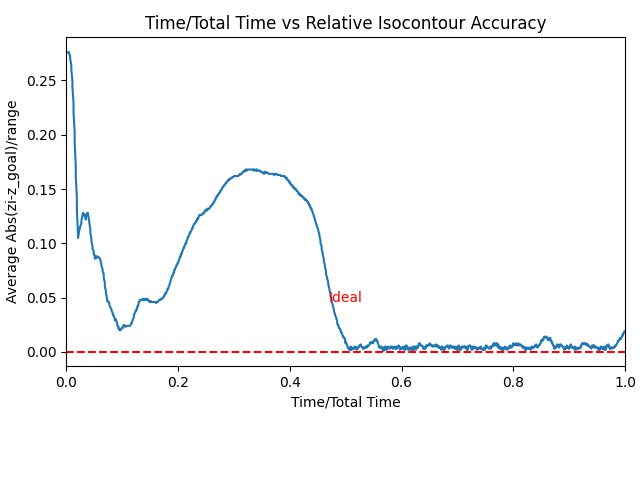 Time/Total Time vs Relative Isocontour Accuracy
Average Abs(zi-z_goal)/range
0.25
0.20
0.15
0.10
0.05
0.00
Ideal
0.0 0.2 0.4 0.6 0.8 1.0
Time/Total Time